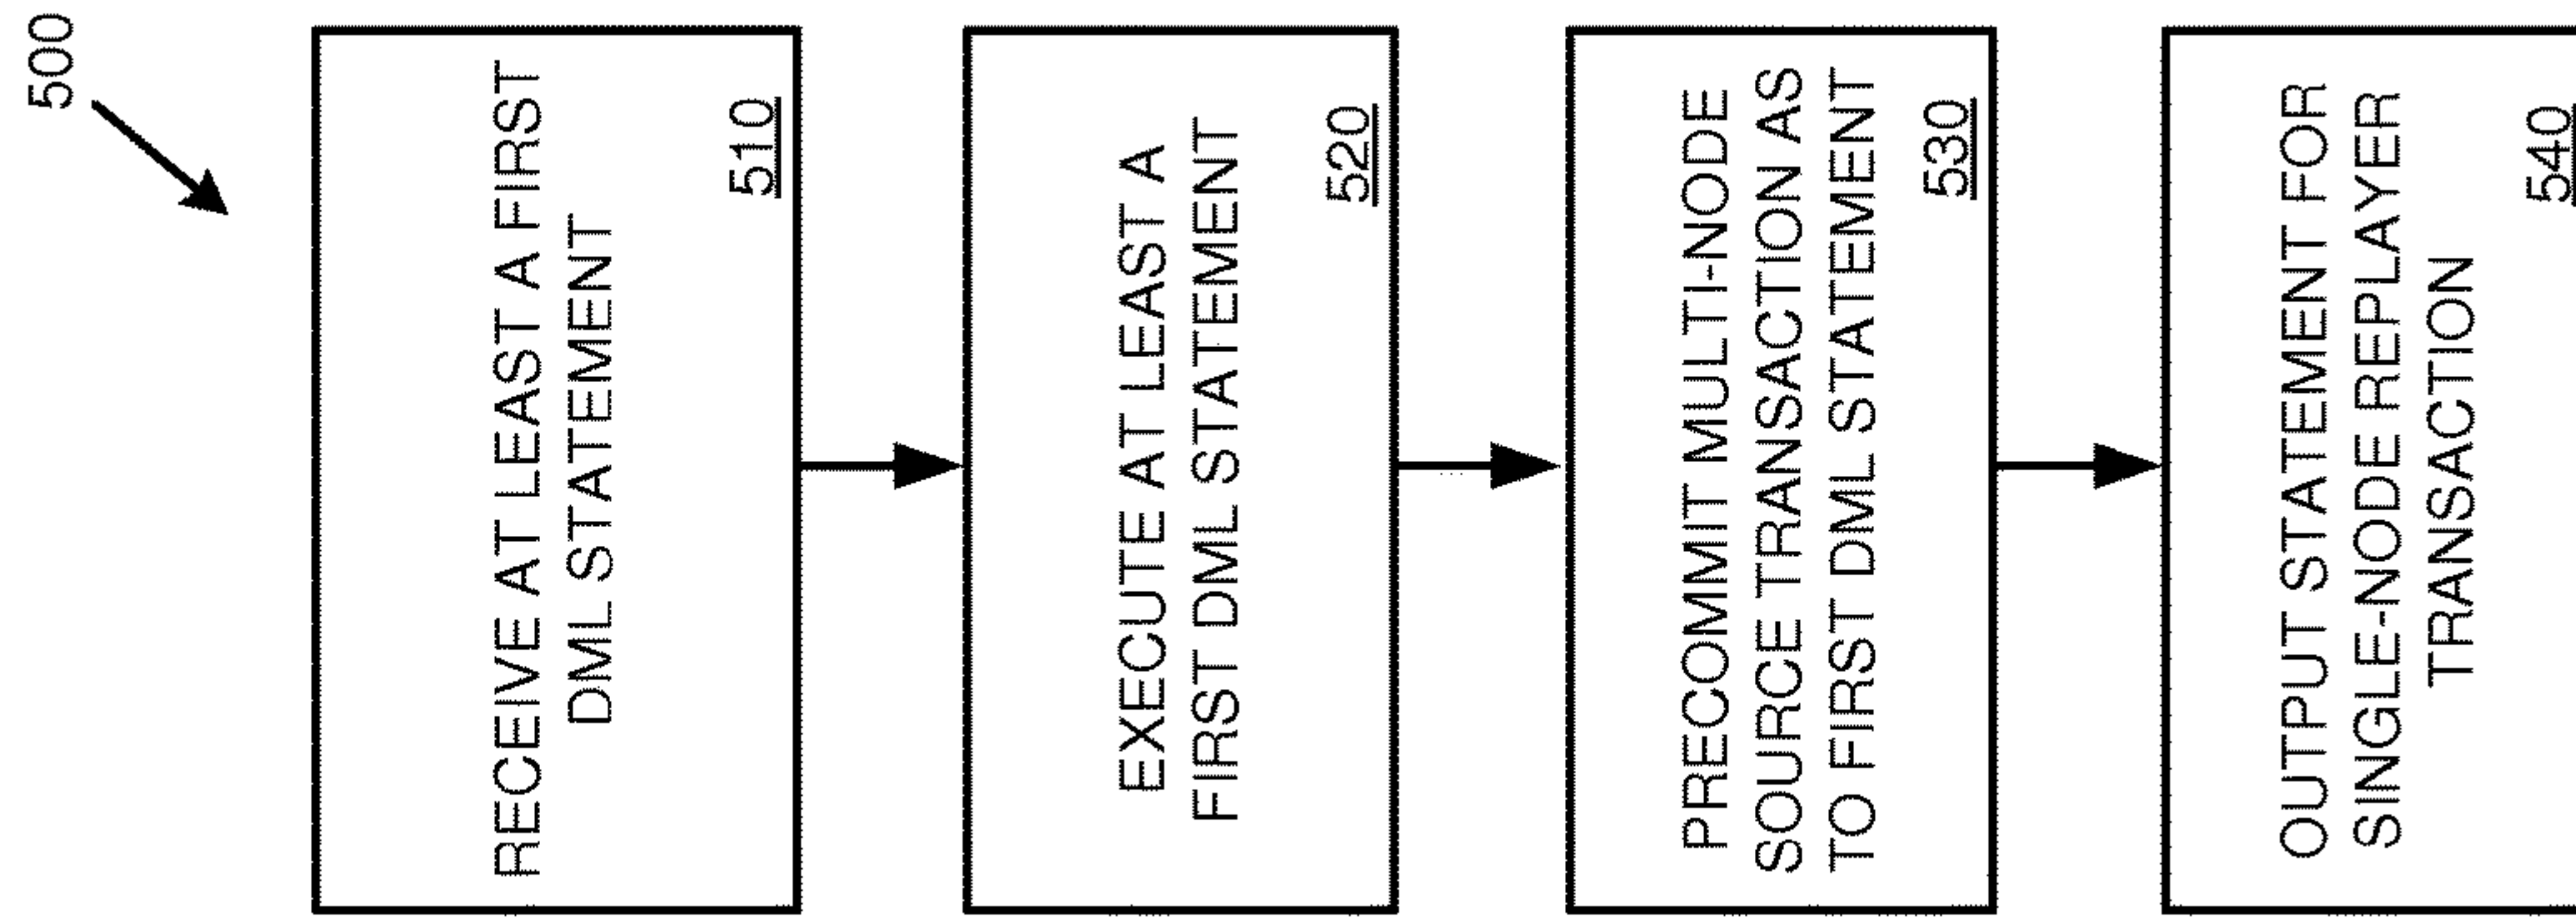 500
RECEIVE AT LEAST A FIRST
DML STATEMENT
510
EXECUTE AT LEAST A
FIRST DML STATEMENT
520
PRECOMMIT MULTI-NODE
SOURCE TRANSACTION AS
TO FIRST DML STATEMENT
530
OUTPUT STATEMENT FOR
SINGLE-NODE REPLAYER
TRANSACTION
540